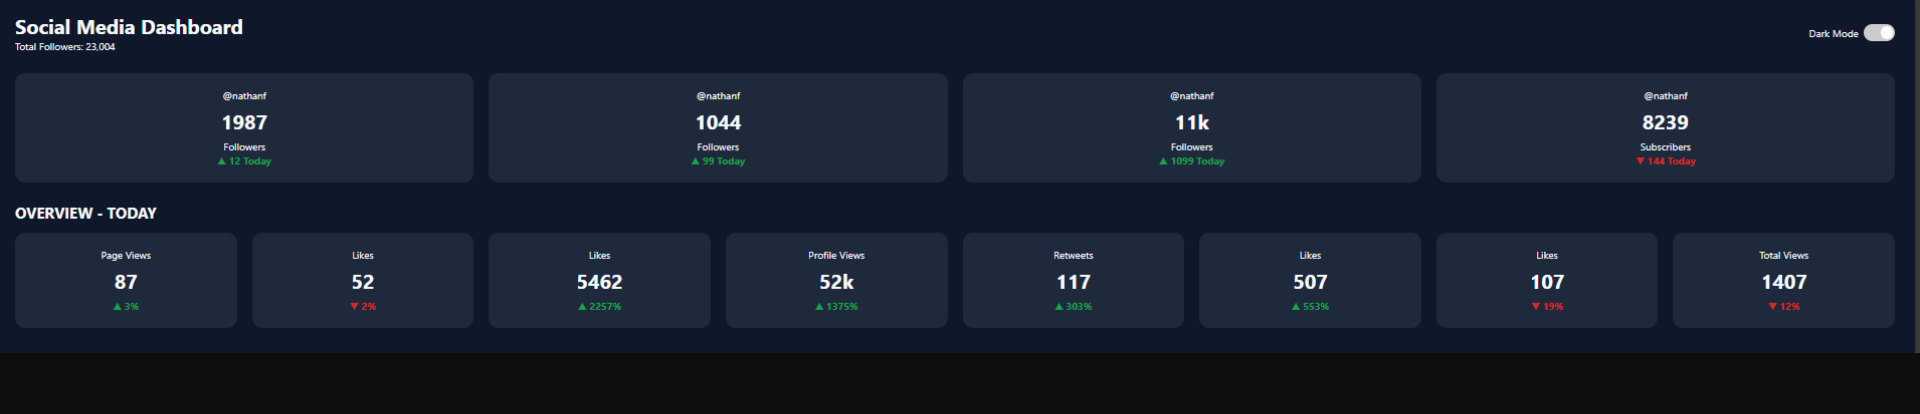 Social Media Dashboard
Total Followers: 23,004
Dark Mode
@nathanf
1987
Followers
▲ 12 Today
@nathanf
1044
Followers
▲ 99 Today
@nathanf
11k
Followers
▲ 1099 Today
@nathanf
8239
Subscribers
▼ 144 Today
OVERVIEW - TODAY
Page Views
87
▲ 3%
Likes
52
▼ 2%
Likes
5462
▲ 2257%
Profile Views
52k
▲ 1375%
Retweets
117
▲ 303%
Likes
507
▲ 553%
Likes
107
▼ 19%
Total Views
1407
▼ 12%